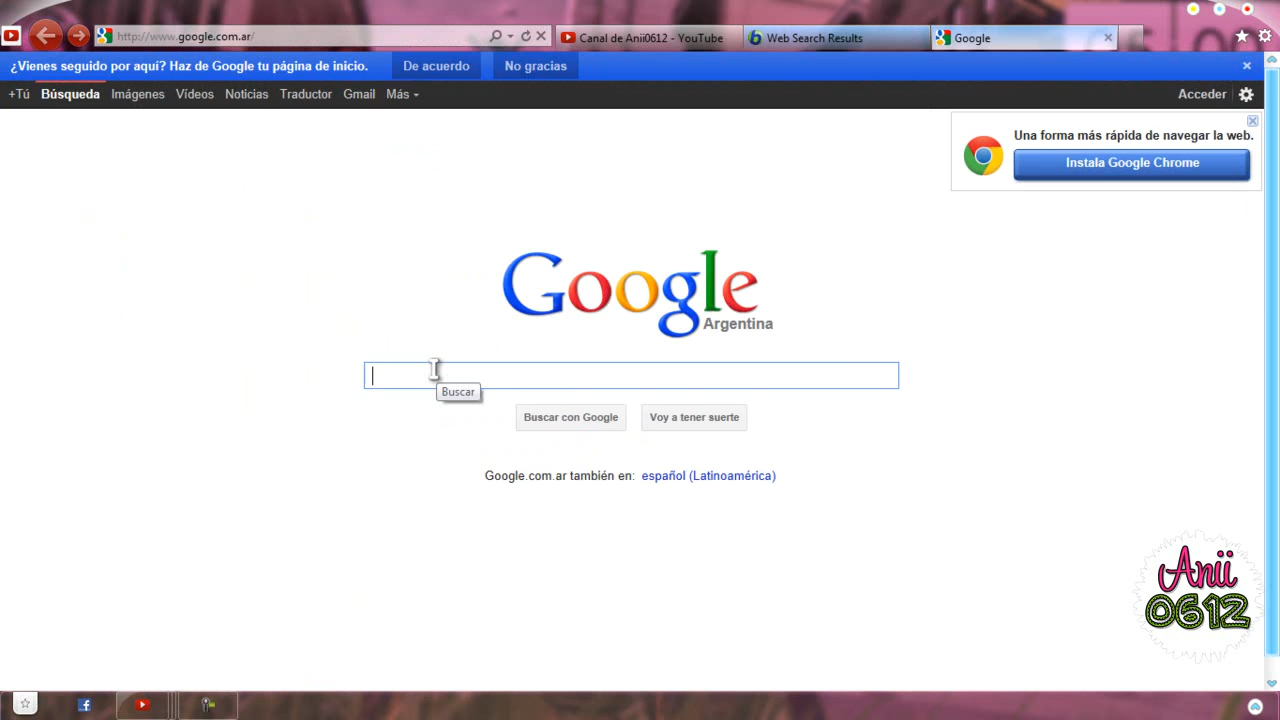 http://www.google.com.ar/
Canal de Anii0612 - YouTube
Web Search Results
Google
¿Vienes seguido por aquí? Haz de Google tu página de inicio.
De acuerdo
No gracias
+Tú Búsqueda Imágenes Vídeos Noticias Traductor Gmail Más
Acceder
Una forma más rápida de navegar la web.
Instala Google Chrome
Google
Argentina
Buscar
Buscar con Google
Voy a tener suerte
Google.com.ar también en: español (Latinoamérica)
Anii
0612